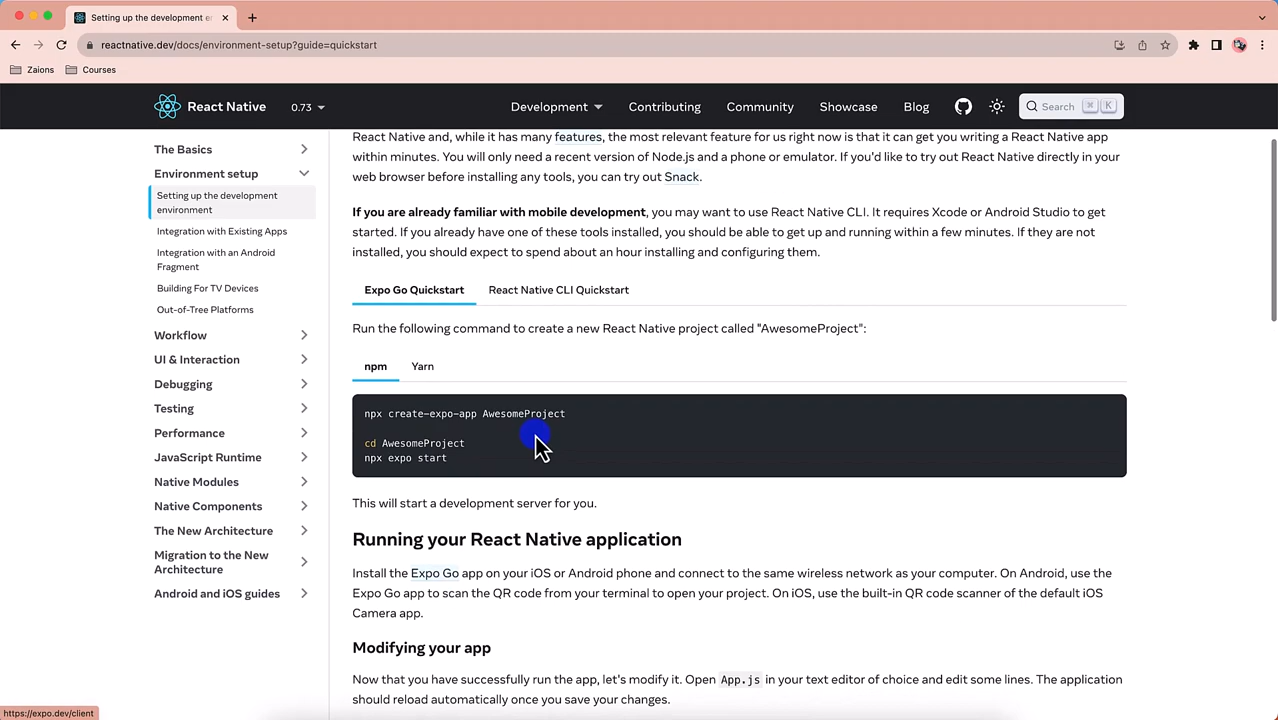 Setting up the development e
reactnative.dev/docs/environment-setup?guide=quickstart
Zaions
Courses
React Native
0.73
Development
Contributing
Community
Showcase
Blog
Search
⌘
K
The Basics
Environment setup
Setting up the development
environment
Integration with Existing Apps
Integration with an Android
Fragment
Building For TV Devices
Out-of-Tree Platforms
Workflow
UI & Interaction
Debugging
Testing
Performance
JavaScript Runtime
Native Modules
Native Components
The New Architecture
Migration to the New
Architecture
Android and iOS guides
React Native and, while it has many features, the most relevant feature for us right now is that it can get you writing a React Native app
within minutes. You will only need a recent version of Node.js and a phone or emulator. If you'd like to try out React Native directly in your
web browser before installing any tools, you can try out Snack.
If you are already familiar with mobile development, you may want to use React Native CLI. It requires Xcode or Android Studio to get
started. If you already have one of these tools installed, you should be able to get up and running within a few minutes. If they are not
installed, you should expect to spend about an hour installing and configuring them.
Expo Go Quickstart
React Native CLI Quickstart
Run the following command to create a new React Native project called "AwesomeProject":
npm
Yarn
npx create-expo-app AwesomeProject
cd AwesomeProject
npx expo start
This will start a development server for you.
Running your React Native application
Install the Expo Go app on your iOS or Android phone and connect to the same wireless network as your computer. On Android, use the
Expo Go app to scan the QR code from your terminal to open your project. On iOS, use the built-in QR code scanner of the default iOS
Camera app.
Modifying your app
Now that you have successfully run the app, let's modify it. Open App.js in your text editor of choice and edit some lines. The application
should reload automatically once you save your changes.
https://expo.dev/client